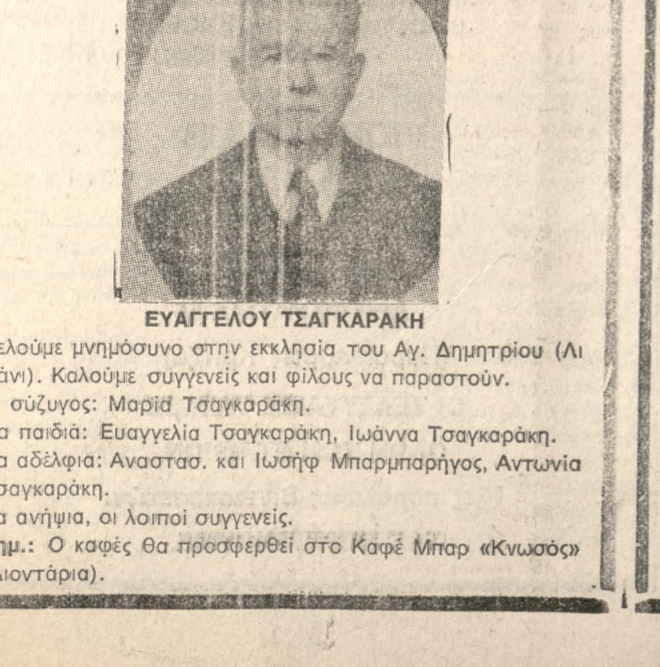 ΕΥΑΓΓΕΛΟΥ ΤΣΑΓΚΑΡΑΚΗ
ελούμε μνημόσυνο στην εκκλησία του Αγ. Δημητρίου (Λι
άνι). Καλούμε συγγενείς και φίλους να παραστούν.
σύζυγος: Μαρία Τσαγκαράκη.
α παιδιά: Ευαγγελία Τσαγκαράκη, Ιωάννα Τσαγκαράκη.
α αδέλφια: Αναστασ. και Ιωσήφ Μπαρμπαρήγος, Αντωνία
σαγκαράκη.
α ανήψια, οι λοιποί συγγενείς.
ημ.: Ο καφές θα προσφερθεί στο Καφέ Μπαρ «Κνωσός»
λιοντάρια).